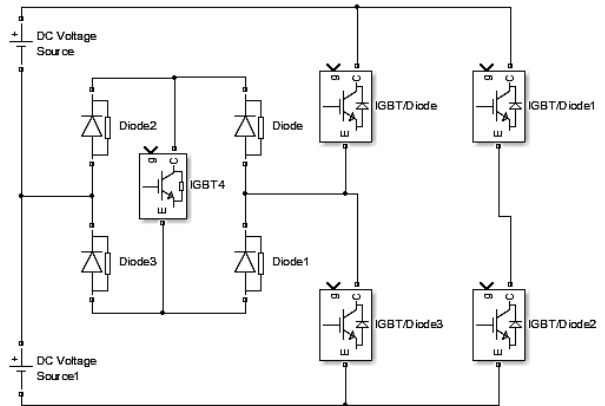 +
DC Voltage
Source
g
C
E
IGBT/Diode
g
C
E
IGBT/Diode1
Diode2
Diode
g
C
E
IGBT4
Diode3
Diode1
g
C
E
IGBT/Diode3
g
C
E
IGBT/Diode2
+
DC Voltage
Source1